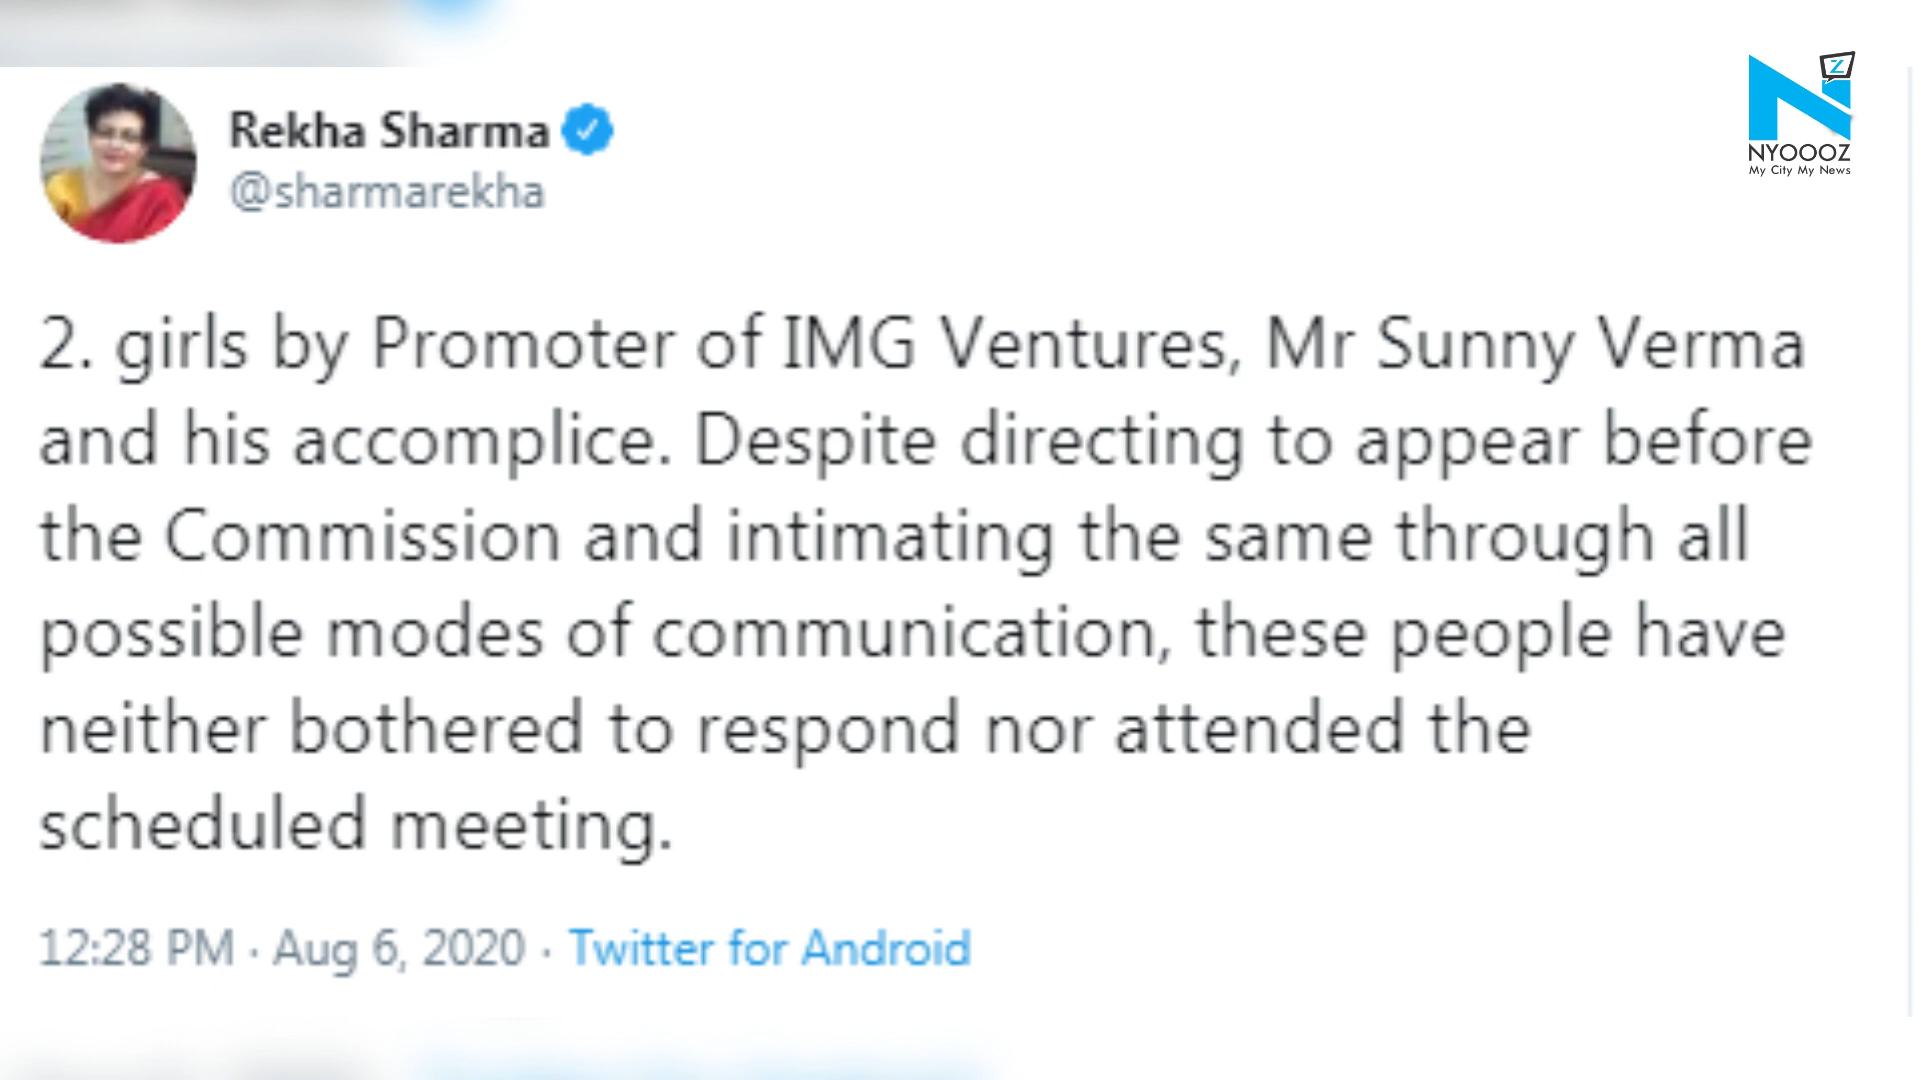 Rekha Sharma
@sharmarekha
NYOOOZ
My City My News
2. girls by Promoter of IMG Ventures, Mr Sunny Verma
and his accomplice. Despite directing to appear before
the Commission and intimating the same through all
possible modes of communication, these people have
neither bothered to respond nor attended the
scheduled meeting.
12:28 PM · Aug 6, 2020 · Twitter for Android